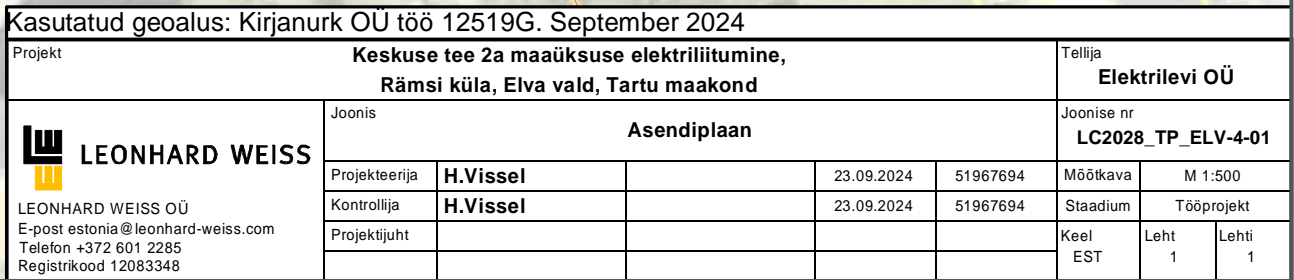 Kasutatud geoalus: Kirjanurk OÜ töö 12519G. September 2024
Projekt
Keskuse tee 2a maaüksuse elektriliitumine,
Rämsi küla, Elva vald, Tartu maakond
Tellija
Elektrilevi OÜ
LEONHARD WEISS
LEONHARD WEISS OÜ
E-post estonia@leonhard-weiss.com
Telefon +372 601 2285
Registrikood 12083348
Joonis
Asendiplaan
Joonise nr
LC2028_TP_ELV-4-01
Projekteerija H.Vissel 23.09.2024 51967694 Mõõtkava M 1:500
Kontrollija H.Vissel 23.09.2024 51967694 Staadium Tööprojekt
Projektijuht
Keel Leht Lehti
EST 1 1